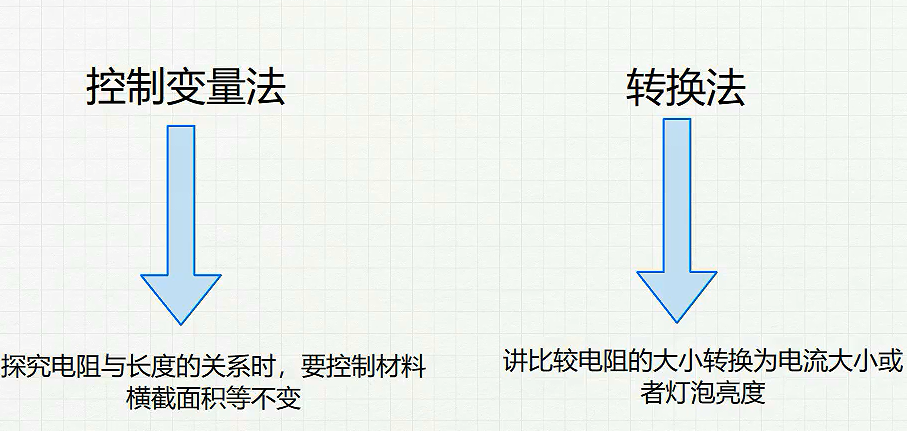 控制变量法
转换法
探究电阻与长度的关系时，要控制材料
横截面积等不变
讲比较电阻的大小转换为电流大小或
者灯泡亮度